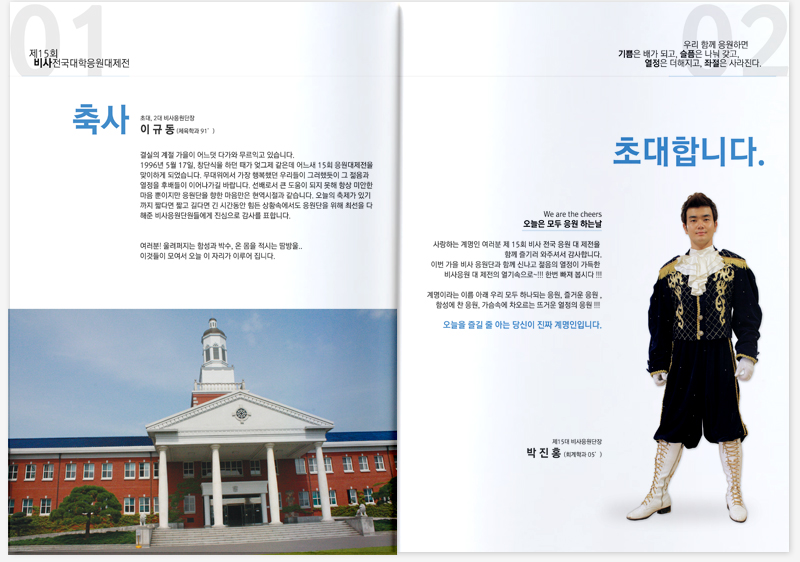 01
제15회
비사전국대학응원대제전
축사
초대, 2대 비사응원단장
이 규 동 (체육학과 91’ )
결실의 계절 가을이 어느덧 다가와 무르익고 있습니다.
1996년 5월 17일, 창단식을 하던 때가 엊그제 같은데 어느새 15회 응원대제전을
맞이하게 되었습니다. 무대위에서 가장 행복했던 우리들이 그러했듯이 그 젊음과
열정을 후배들이 이어나가길 바랍니다. 선배로서 큰 도움이 되지 못해 항상 미안한
마음 뿐이지만 응원단을 향한 마음만은 현역시절과 같습니다. 오늘의 축제가 있기
까지 짧다면 짧고 길다면 긴 시간동안 힘든 상황속에서도 응원단을 위해 최선을 다
해준 비사응원단원들에게 진심으로 감사를 표합니다.
여러분! 울려퍼지는 함성과 박수, 온 몸을 적시는 땀방울..
이것들이 모여서 오늘 이 자리가 이루어 집니다.
02
우리 함께 응원하면
기쁨은 배가 되고, 슬픔은 나눠 갖고,
열정은 더해지고, 좌절은 사라진다.
초대합니다.
We are the cheers
오늘은 모두 응원 하는날
사랑하는 계명인 여러분 제 15회 비사 전국 응원 대 제전을
함께 즐기러 와주셔서 감사합니다.
이번 가을 비사 응원단과 함께 신나고 젊음의 열정이 가득한
비사응원 대 제전의 열기속으로~!!! 한번 빠져 봅시다 !!!
계명이라는 이름 아래 우리 모두 하나되는 응원, 즐거운 응원 ,
함성에 찬 응원, 가슴속에 차오르는 뜨거운 열정의 응원 !!!
오늘을 즐길 줄 아는 당신이 진짜 계명인입니다.
제15대 비사응원단장
박 진 홍 (회계학과 05’ )